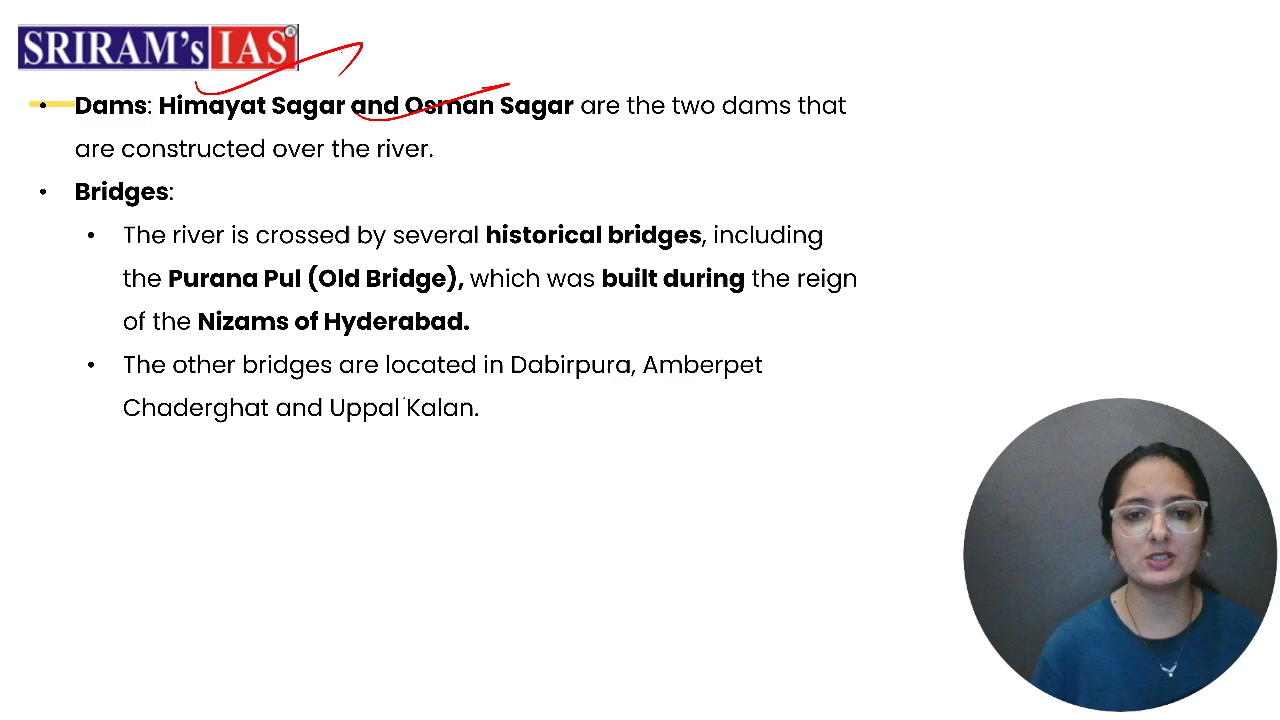 SRIRAM's IAS®
• Dams: Himayat Sagar and Osman Sagar are the two dams that
are constructed over the river.
• Bridges:
• The river is crossed by several historical bridges, including
the Purana Pul (Old Bridge), which was built during the reign
of the Nizams of Hyderabad.
• The other bridges are located in Dabirpura, Amberpet
Chaderghat and Uppal Kalan.